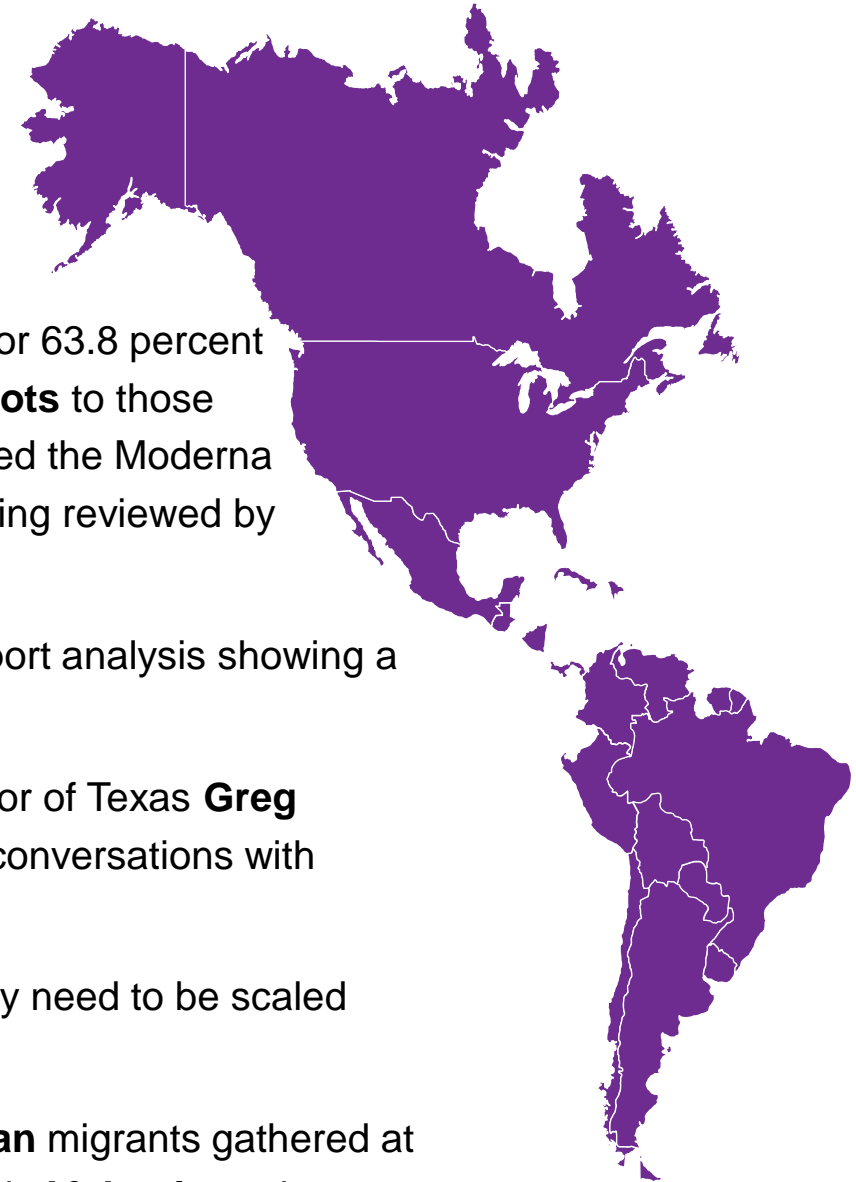 or 63.8 percent
ots to those
ed the Moderna
ing reviewed by
ort analysis showing a
or of Texas Greg
conversations with
y need to be scaled
an migrants gathered at